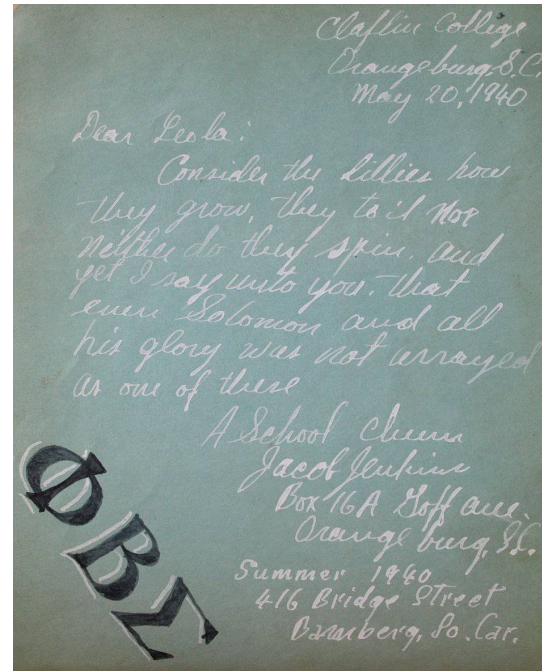 Claflin College
Orangeburg, S.C.
May 20, 1940
Dear Leola:
Consider the lillies how
they grow, they toil not
neither do they spin, and
yet I say unto you, that
even Solomon and all
his glory was not arrayed
as one of these
A School Chum
Jacob Jenkins
Box 16A Goff ave.
Orangeburg, S.C.
Summer 1940
416 Bridge Street
Bamberg, So. Car.
ΦΒΣ